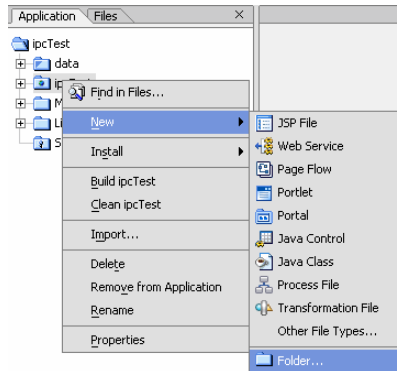 Application Files ×
ipcTest
data
ip
Find in Files...
M
New
JSP File
Li
Web Service
S
Install
Page Flow
Build ipcTest
Portlet
Clean ipcTest
Portal
Import...
Java Control
Java Class
Delete
Process File
Remove from Application
Transformation File
Rename
Other File Types...
Properties
Folder...